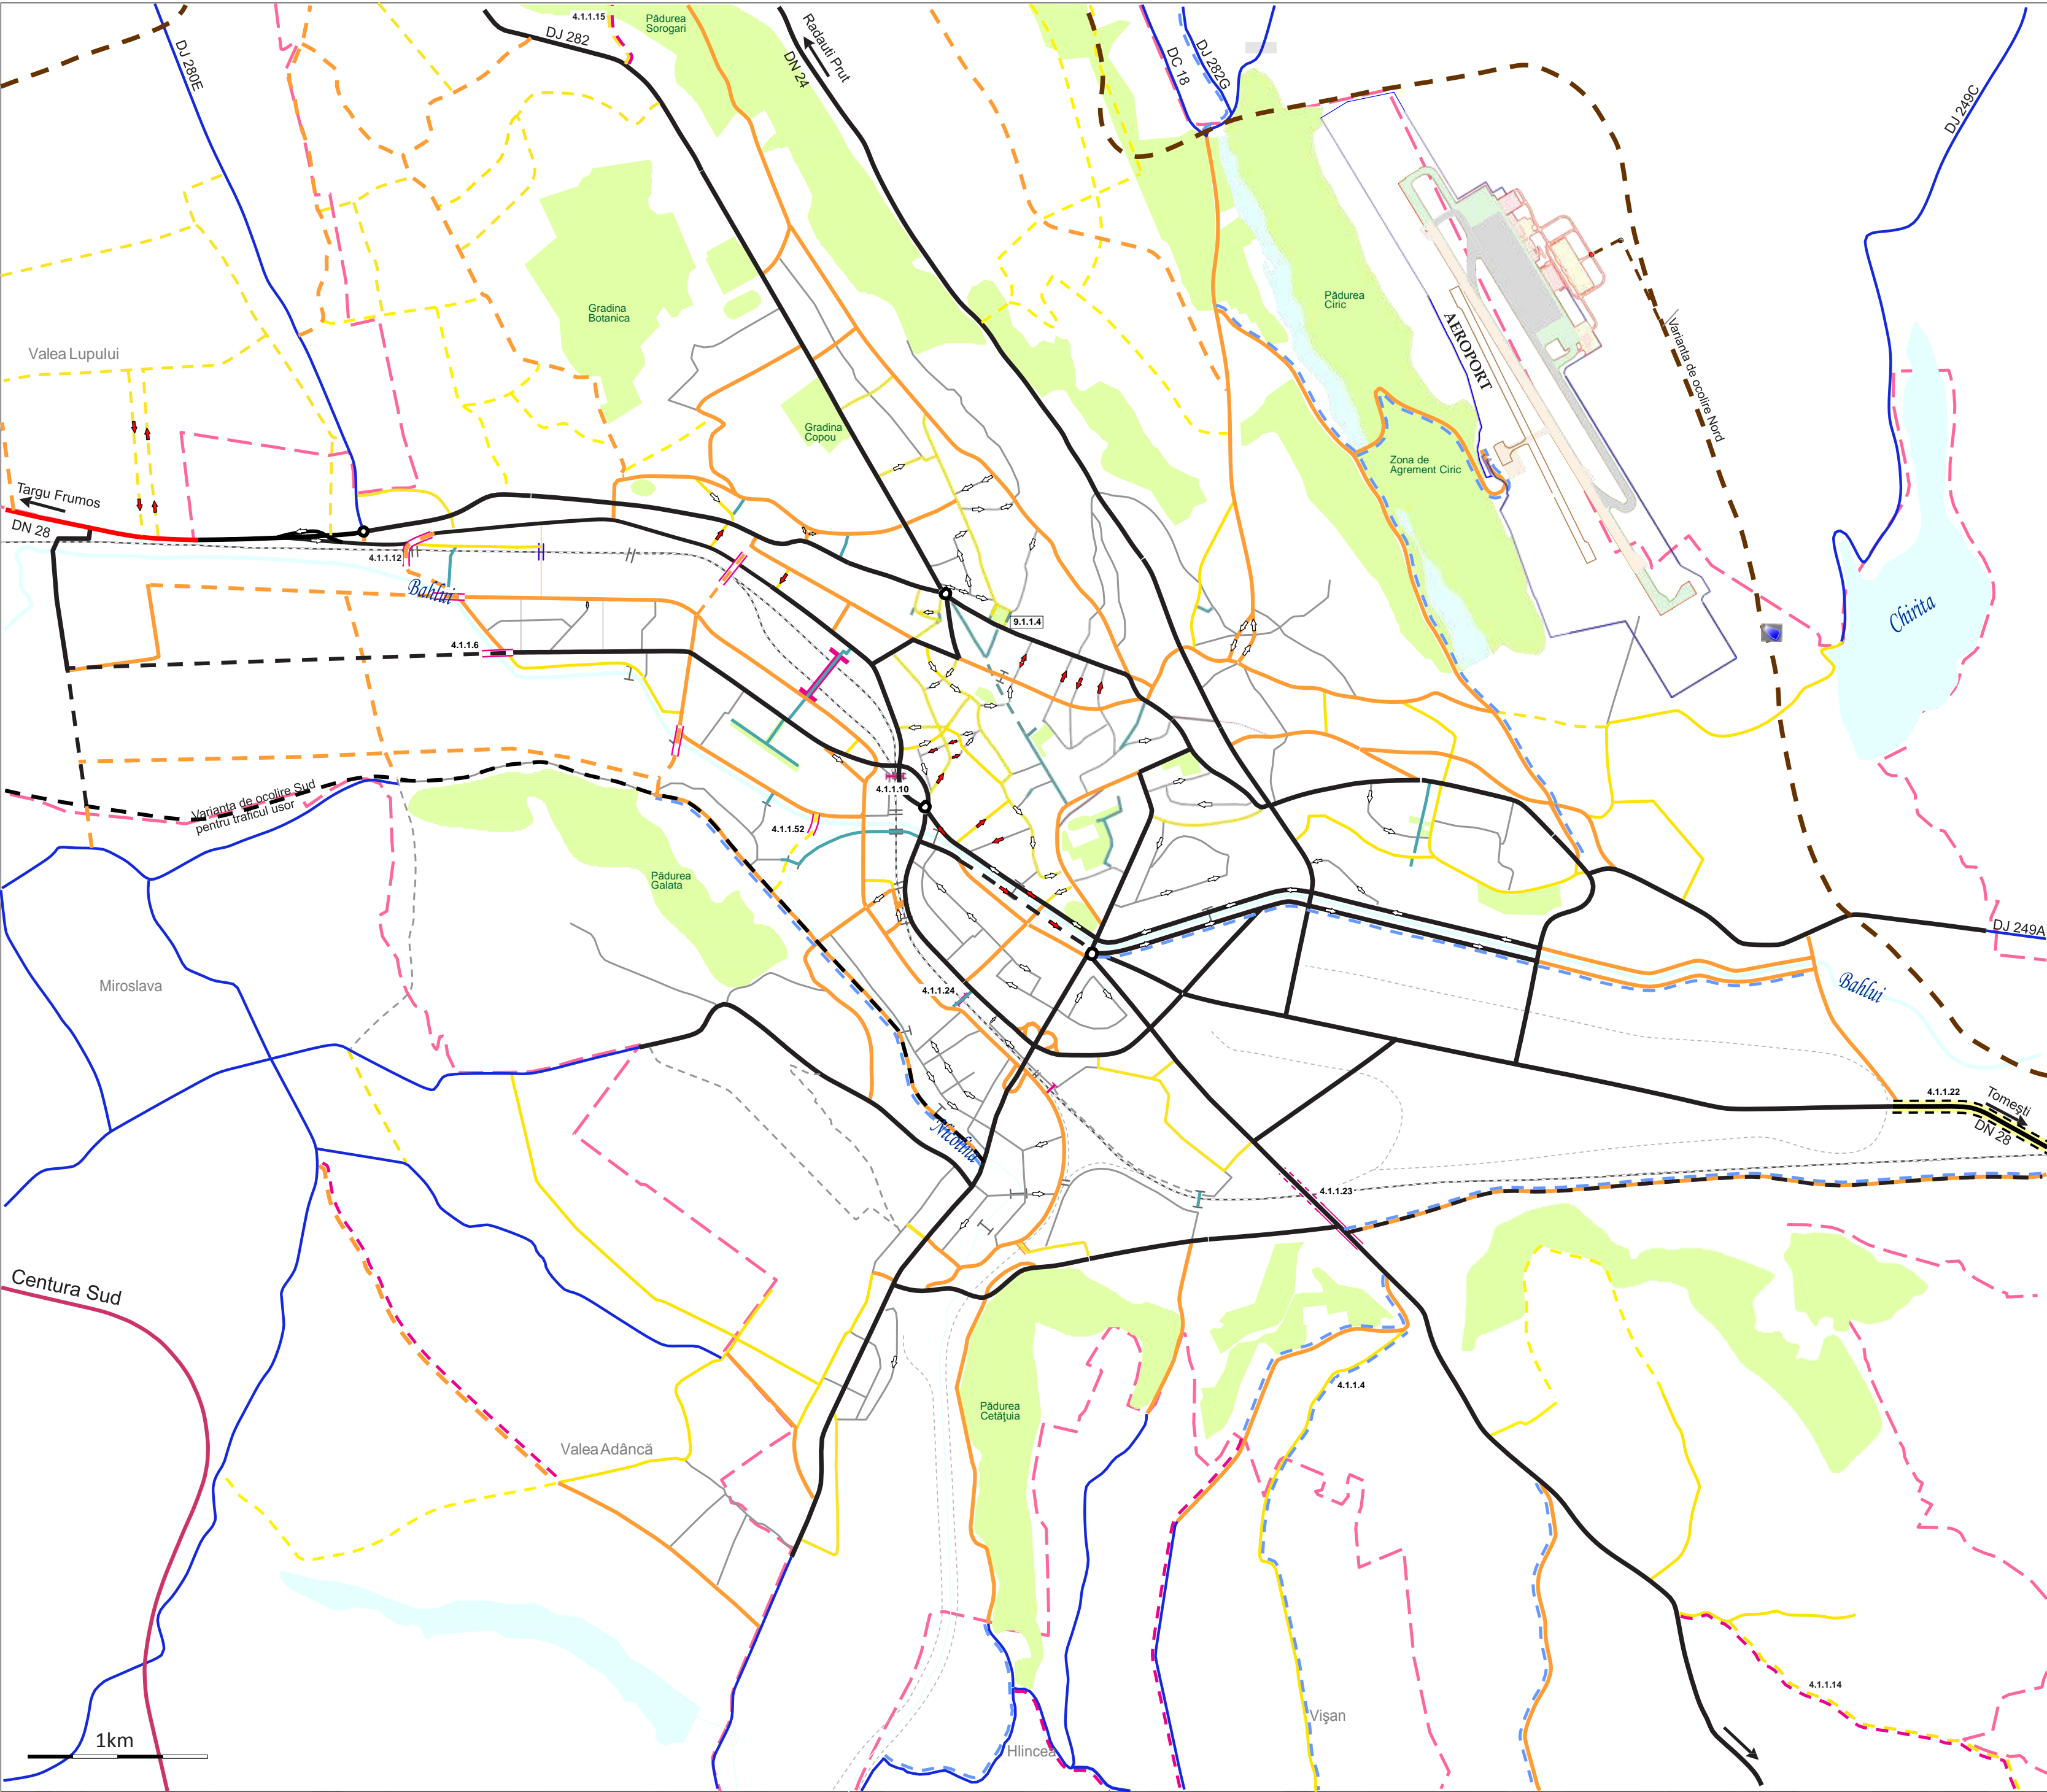 4.1.1.15
Pădurea
Sorogari
DJ 282
DJ 280E
DN 24
Radauti Prut
DC 18
DJ 282G
DJ 249C
Gradina
Botanica
Pădurea
Ciric
AEROPORT
Varianta de ocolire Nord
Valea Lupului
Gradina
Copou
Zona de
Agrement Ciric
Targu Frumos
DN 28
4.1.1.12
Bahlui
Chirita
9.1.1.4
4.1.1.6
4.1.1.10
Varianta de ocolire Sud
pentru traficul usor
4.1.1.52
Pădurea
Galata
DJ 249A
Miroslava
4.1.1.24
Bahlui
4.1.1.22
Tomeşti
DN 28
Nicolina
4.1.1.23
Centura Sud
4.1.1.4
Pădurea
Cetăţuia
Valea Adâncă
4.1.1.14
Vişan
1km
Hlincea